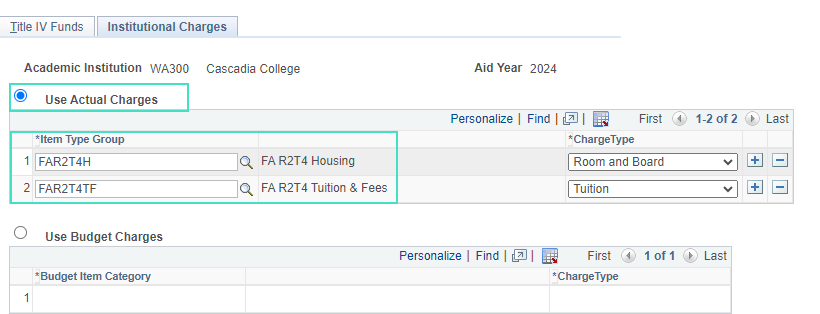 Title IV Funds Institutional Charges
Academic Institution WA300 Cascadia College Aid Year 2024
Use Actual Charges
Personalize | Find | | First 1-2 of 2 Last
*Item Type Group *ChargeType
1 FAR2T4H FA R2T4 Housing Room and Board
2 FAR2T4TF FA R2T4 Tuition & Fees Tuition
Use Budget Charges
Personalize | Find | | First 1 of 1 Last
*Budget Item Category *ChargeType
1